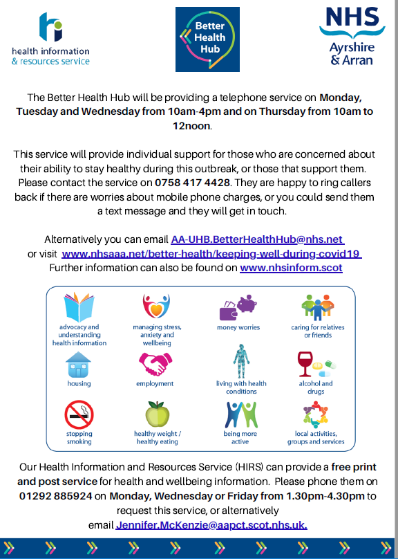 health information
& resources service
Better
Health
Hub
NHS
Ayrshire
& Arran
The Better Health Hub will be providing a telephone service on Monday,
Tuesday and Wednesday from 10am-4pm and on Thursday from 10am to
12noon.
This service will provide individual support for those who are concerned about
their ability to stay healthy during this outbreak, or those that support them.
Please contact the service on 0758 417 4428. They are happy to ring callers
back if there are worries about mobile phone charges, or you could send them
a text message and they will get in touch.
Alternatively you can email AA-UHB.BetterHealthHub@nhs.net
or visit www.nhsaaa.net/better-health/keeping-well-during-covid19
Further information can also be found on www.nhsinform.scot
advocacy and
understanding
health information
managing stress,
anxiety and
wellbeing
money worries
caring for relatives
or friends
housing
employment
living with health
conditions
alcohol and
drugs
stopping
smoking
healthy weight /
healthy eating
being more
active
local activities,
groups and services
Our Health Information and Resources Service (HIRS) can provide a free print
and post service for health and wellbeing information. Please phone them on
01292 885924 on Monday, Wednesday or Friday from 1.30pm-4.30pm to
request this service, or alternatively
email Jennifer.McKenzie@aapct.scot.nhs.uk.